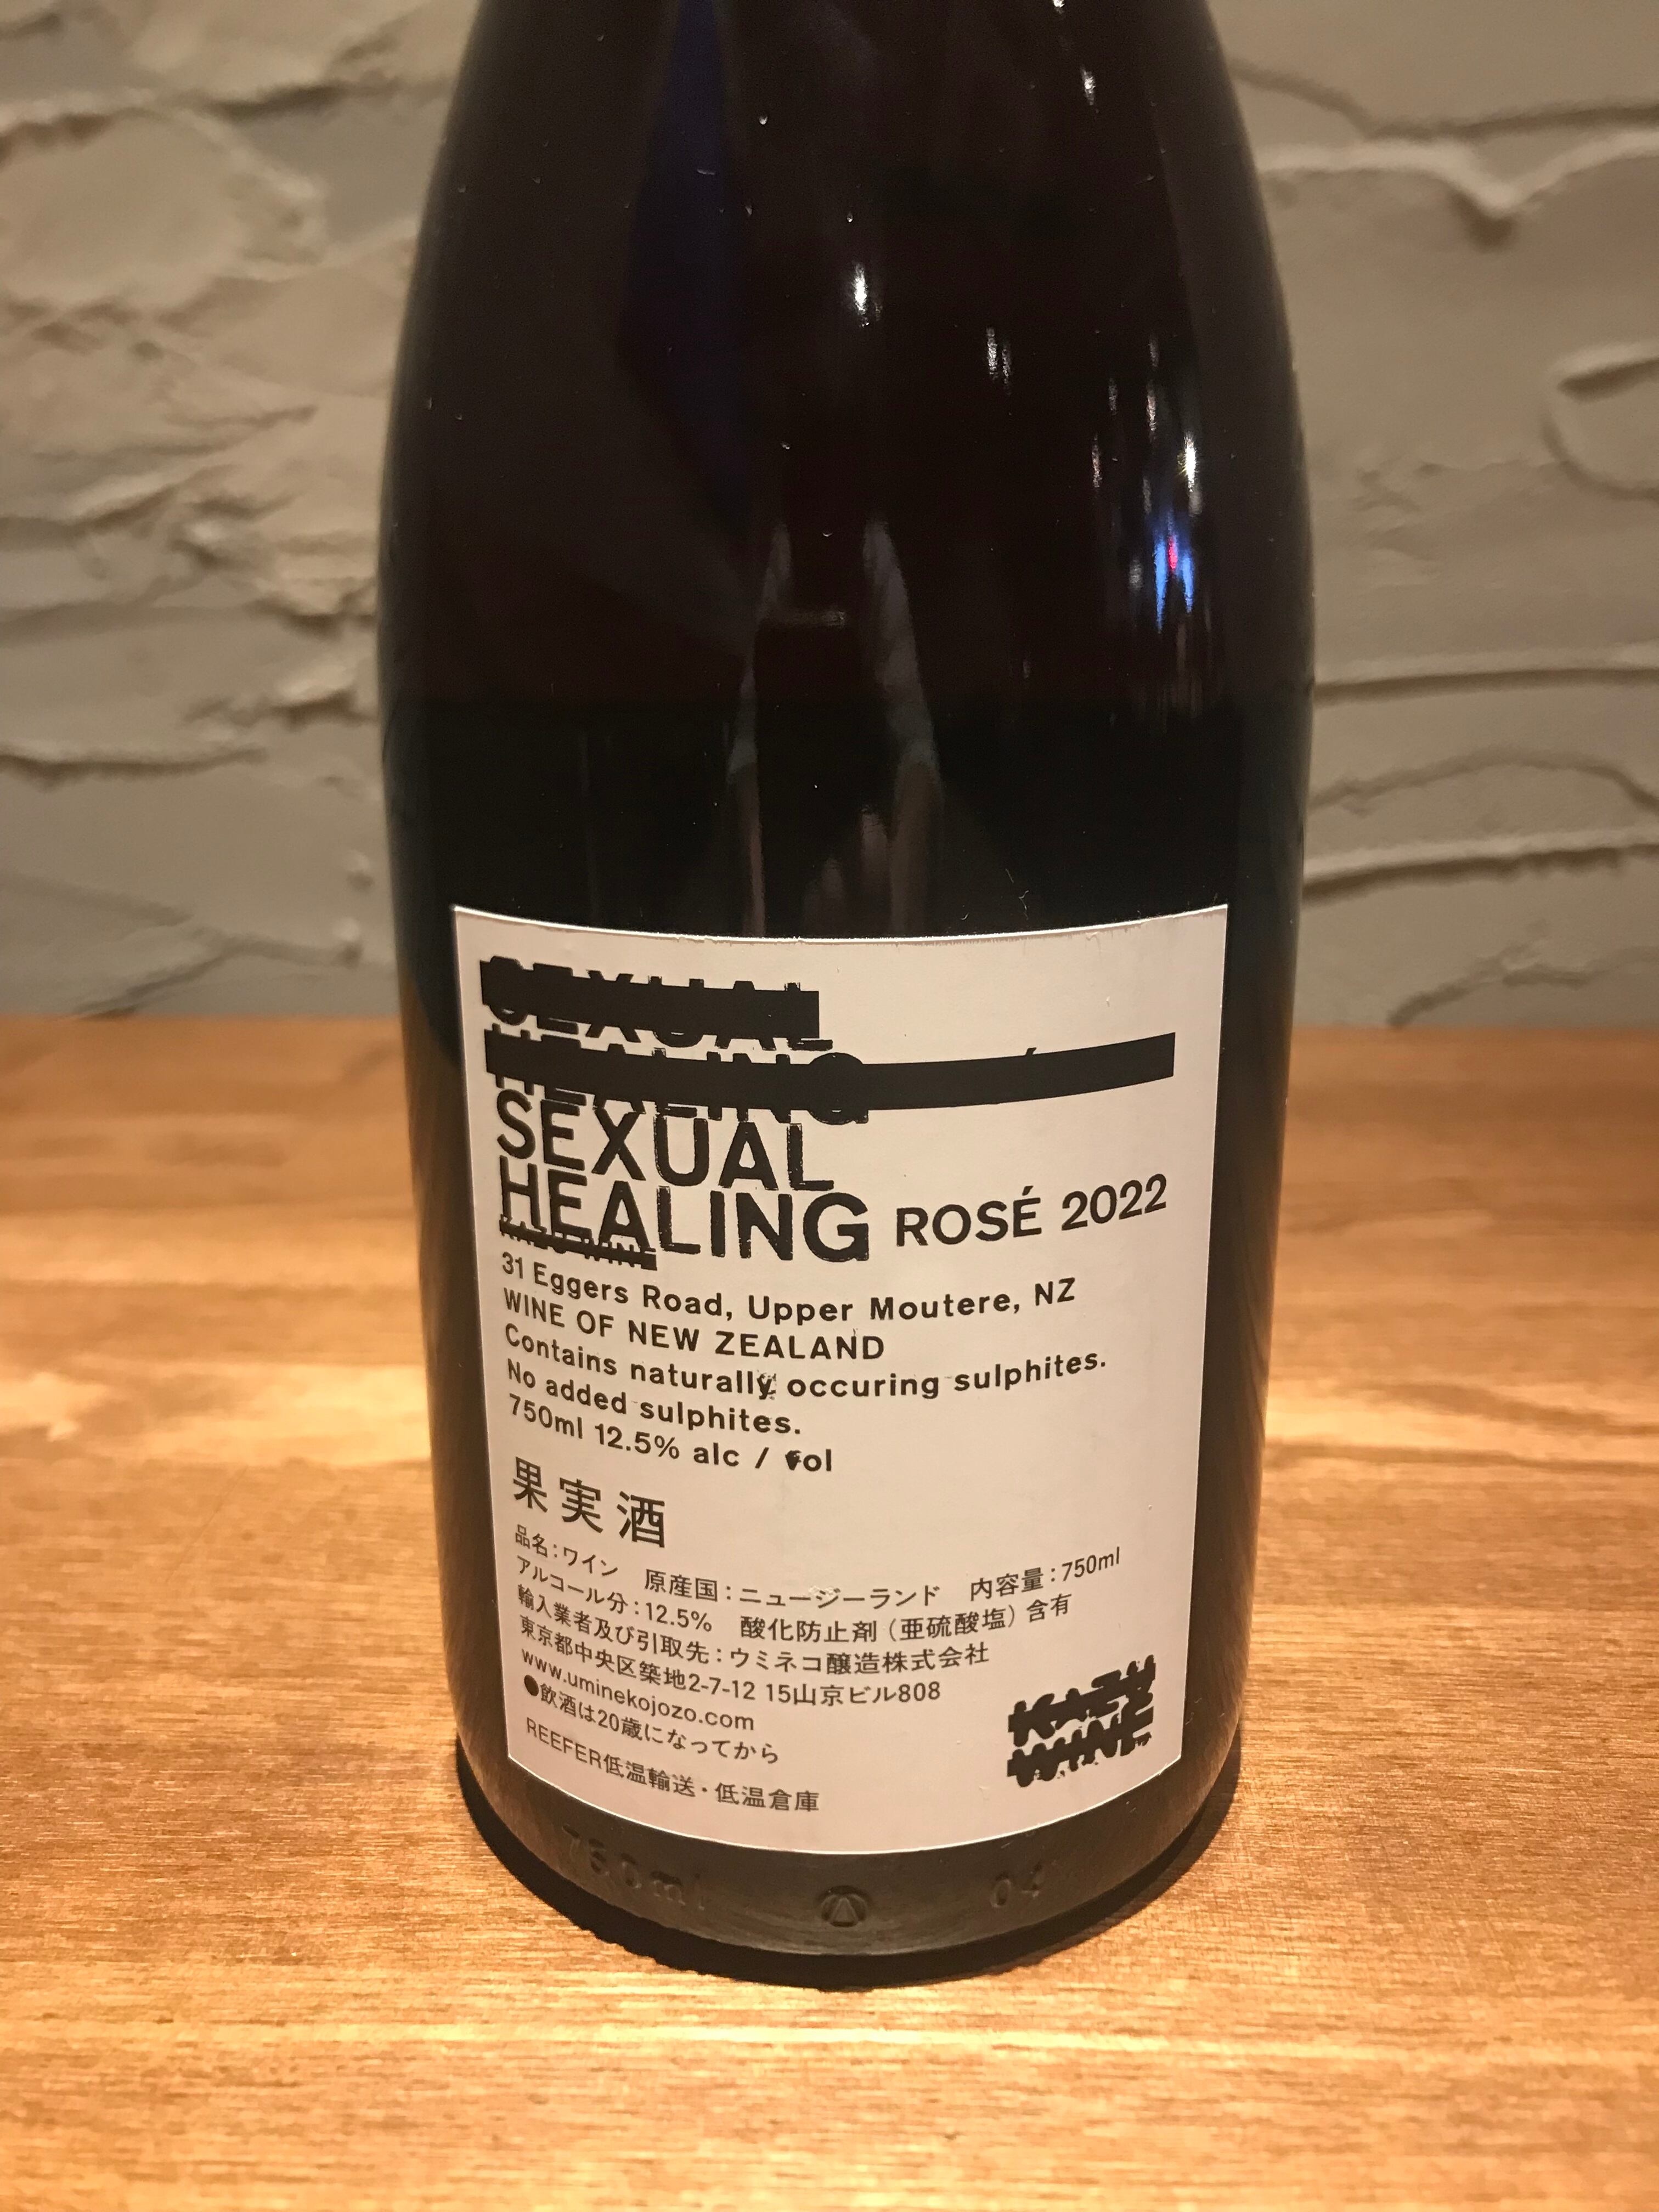 SEXUAL
HEALING
SEXUAL
HEALING ROSÉ 2022
31 Eggers Road, Upper Moutere, NZ
WINE OF NEW ZEALAND
Contains naturally occuring sulphites.
No added sulphites.
750ml 12.5% alc / vol
果実酒
品名:ワイン 原産国:ニュージーランド 内容量:750ml
アルコール分:12.5% 酸化防止剤(亜硫酸塩)含有
輸入業者及び引取先:ウミネコ醸造株式会社
東京都中央区築地2-7-12 15山京ビル808
www.uminekojozo.com
●飲酒は20歳になってから
REEFER低温輸送・低温倉庫
750ml 04